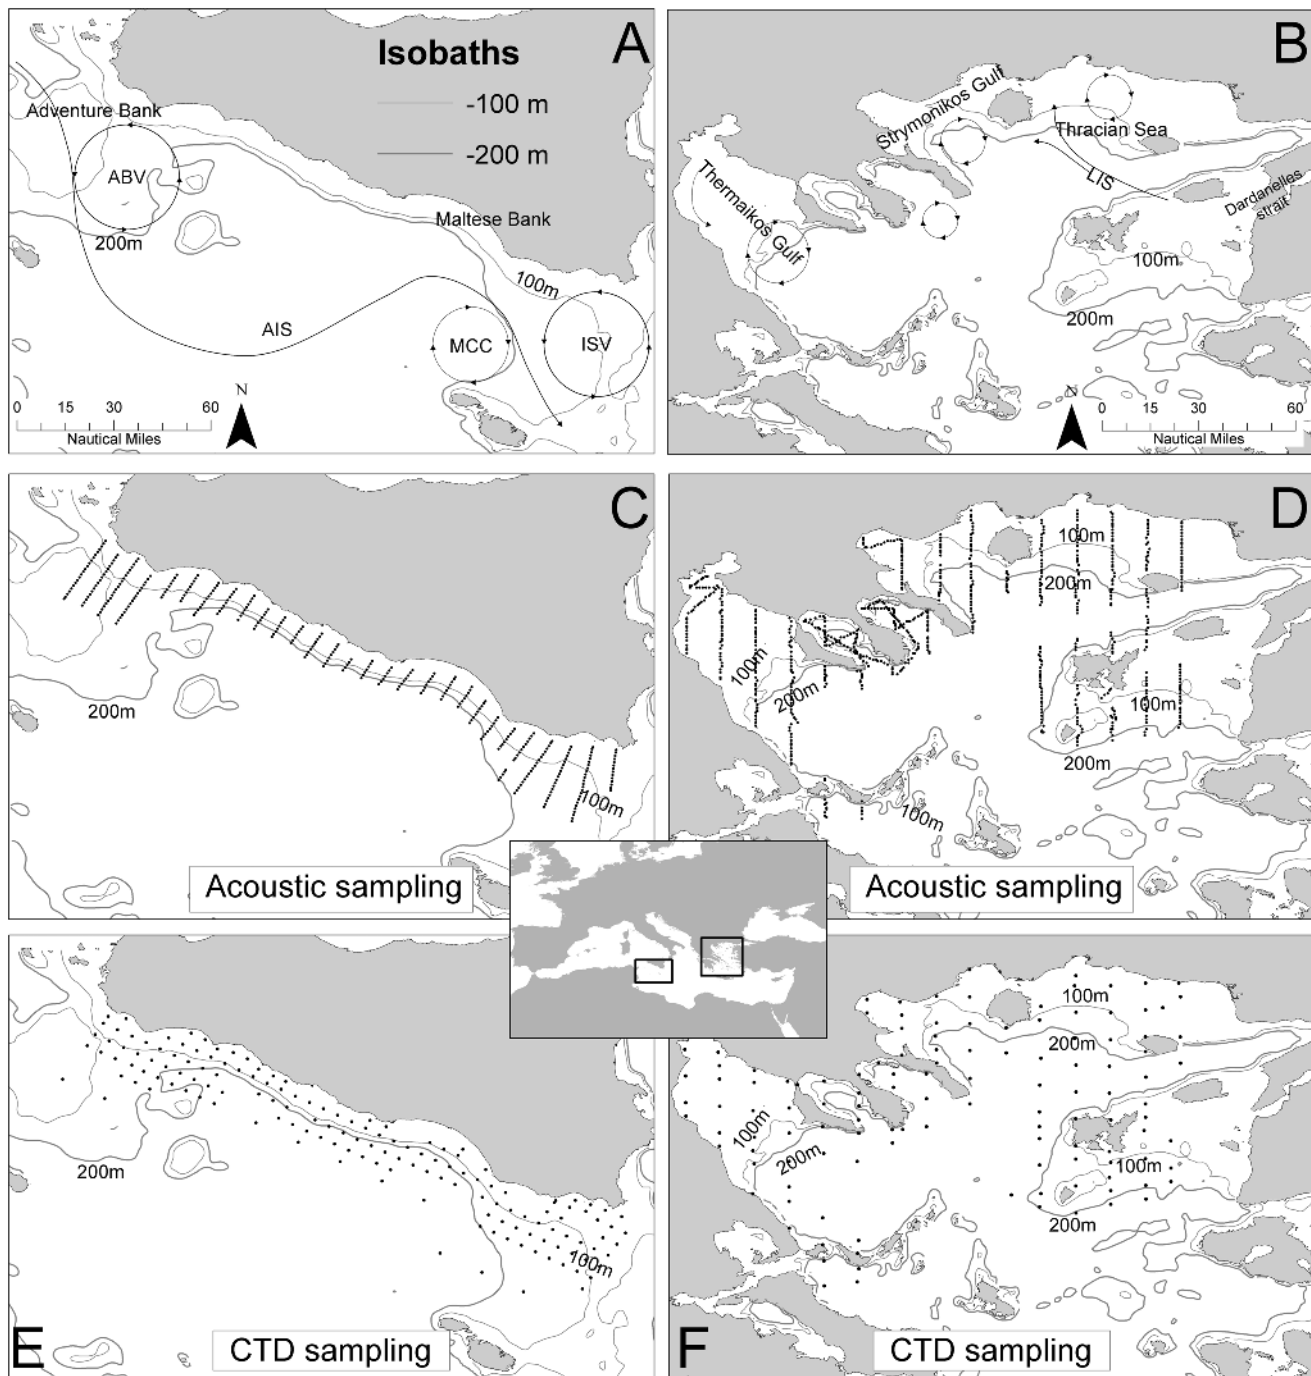 A
Isobaths
-100 m
-200 m
Adventure Bank
ABV
200m
Maltese Bank
100m
AIS
MCC
ISV
N
0 15 30 60
Nautical Miles
B
Strymonikos Gulf
Thracian Sea
LIS
Thermaikos Gulf
Dardanelles
strait
100m
200m
N
0 15 30 60
Nautical Miles
C
200m
100m
Acoustic sampling
D
100m
200m
100m
200m
100m
200m
100m
Acoustic sampling
200m
100m
E
CTD sampling
100m
200m
100m
200m
100m
200m
F
CTD sampling